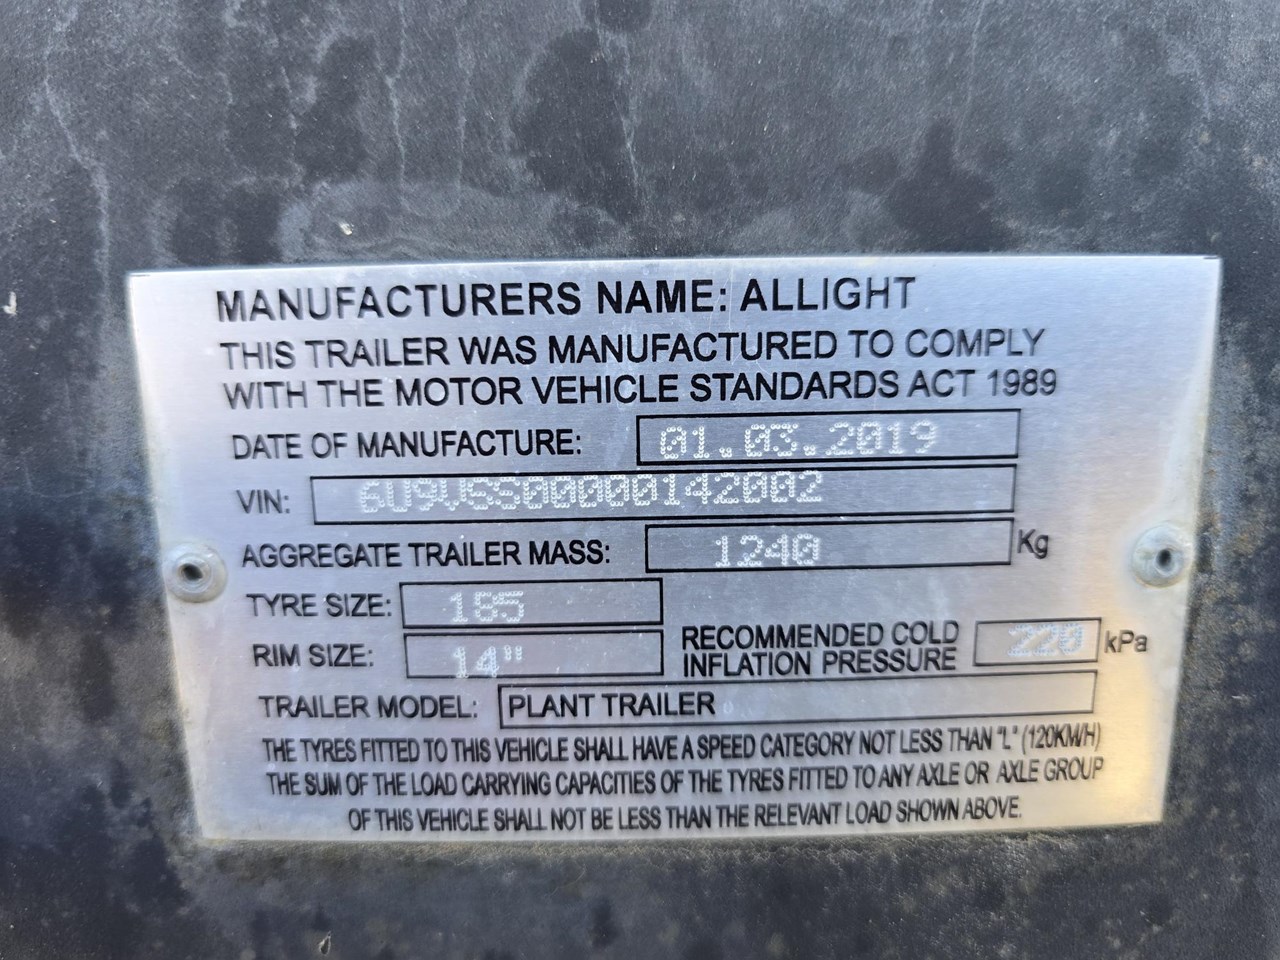 MANUFACTURERS NAME: ALLIGHT
THIS TRAILER WAS MANUFACTURED TO COMPLY
WITH THE MOTOR VEHICLE STANDARDS ACT 1989
DATE OF MANUFACTURE: 01.03.2019
VIN: 6U9VSS00000142002
AGGREGATE TRAILER MASS: 1240 Kg
TYRE SIZE: 185
RIM SIZE: 14"
RECOMMENDED COLD
INFLATION PRESSURE 220 kPa
TRAILER MODEL: PLANT TRAILER
THE TYRES FITTED TO THIS VEHICLE SHALL HAVE A SPEED CATEGORY NOT LESS THAN "L" (120KM/H)
THE SUM OF THE LOAD CARRYING CAPACITIES OF THE TYRES FITTED TO ANY AXLE OR AXLE GROUP
OF THIS VEHICLE SHALL NOT BE LESS THAN THE RELEVANT LOAD SHOWN ABOVE.